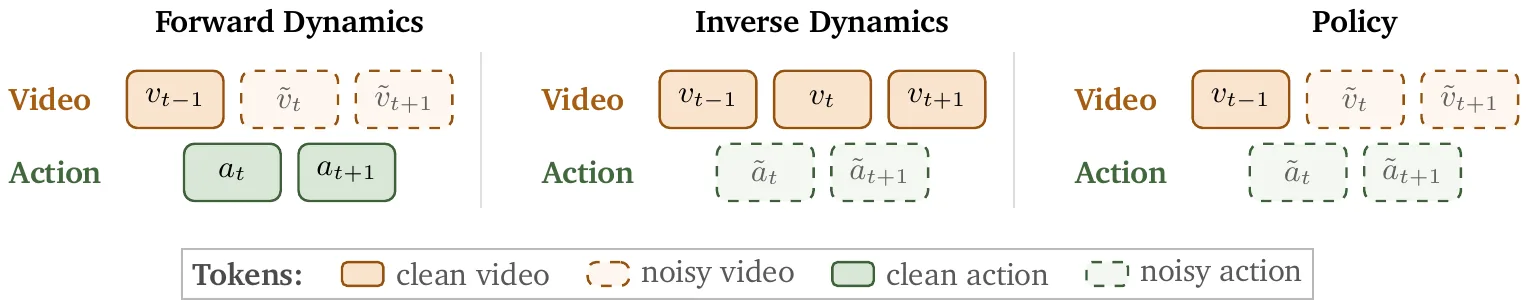 Forward Dynamics Inverse Dynamics Policy
Video v_{t−1} ṽ_t ṽ_{t+1} Video v_{t−1} v_t v_{t+1} Video v_{t−1} ṽ_t ṽ_{t+1}
Action a_t a_{t+1} Action ã_t ã_{t+1} Action ã_t ã_{t+1}
Tokens: clean video noisy video clean action noisy action